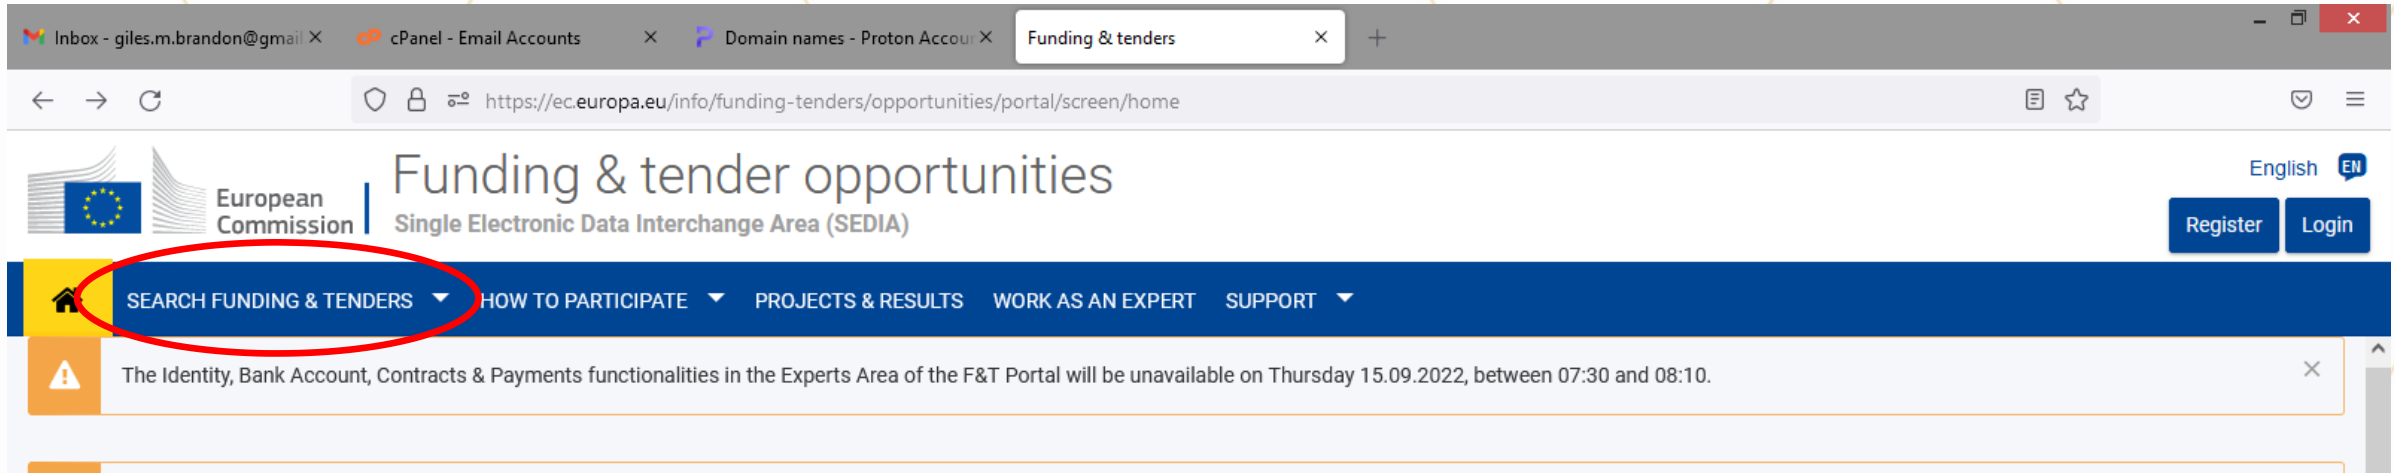 Inbox - giles.m.brandon@gmail
cPanel - Email Accounts
Domain names - Proton Accour
Funding & tenders
https://ec.europa.eu/info/funding-tenders/opportunities/portal/screen/home
European
Commission
Funding & tender opportunities
Single Electronic Data Interchange Area (SEDIA)
English EN
Register Login
SEARCH FUNDING & TENDERS HOW TO PARTICIPATE PROJECTS & RESULTS WORK AS AN EXPERT SUPPORT
The Identity, Bank Account, Contracts & Payments functionalities in the Experts Area of the F&T Portal will be unavailable on Thursday 15.09.2022, between 07:30 and 08:10.